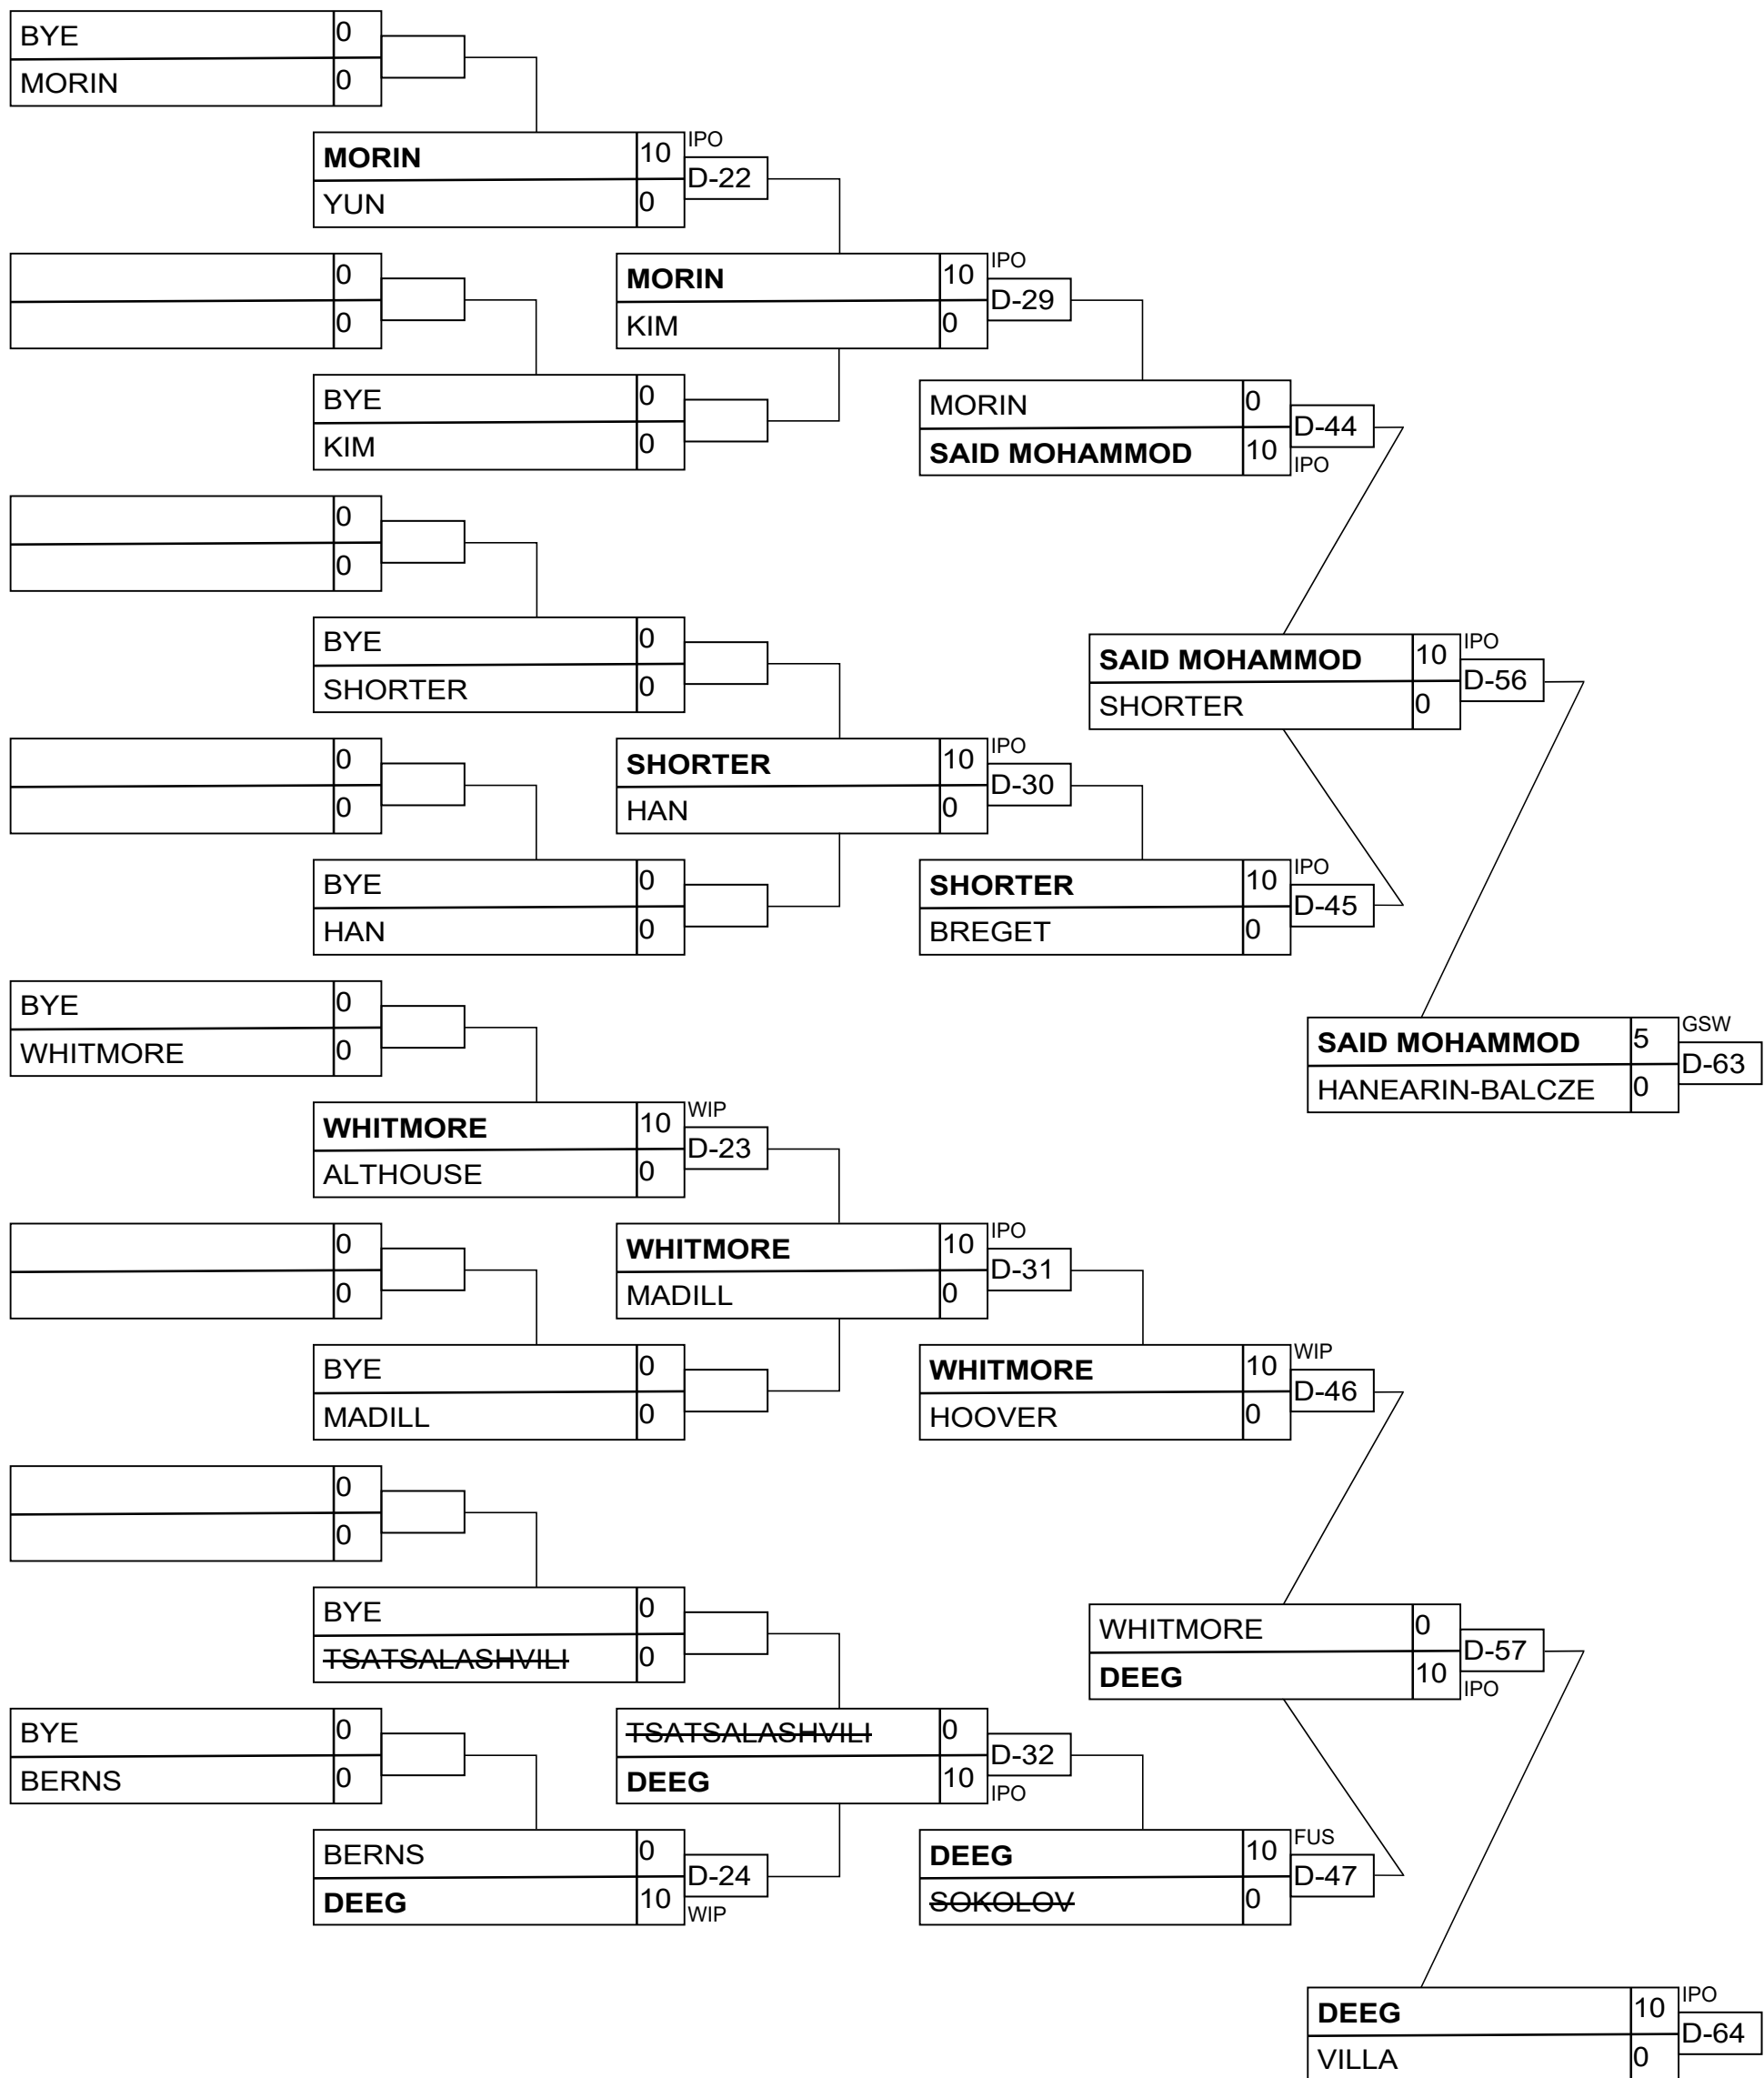 BYE 0
MORIN 0
MORIN 10 IPO
D-22
YUN 0
0
0
MORIN 10 IPO
D-29
KIM 0
BYE 0
KIM 0
MORIN 0
D-44
SAID MOHAMMOD 10 IPO
0
0
BYE 0
SHORTER 0
SAID MOHAMMOD 10 IPO
D-56
SHORTER 0
0
0
SHORTER 10 IPO
D-30
HAN 0
BYE 0
HAN 0
SHORTER 10 IPO
D-45
BREGET 0
BYE 0
WHITMORE 0
SAID MOHAMMOD 5 GSW
D-63
HANEARIN-BALCZE 0
WHITMORE 10 WIP
D-23
ALTHOUSE 0
0
0
WHITMORE 10 IPO
D-31
MADILL 0
BYE 0
MADILL 0
WHITMORE 10 WIP
D-46
HOOVER 0
0
0
BYE 0
TSATSALASHVILI 0
WHITMORE 0
D-57
DEEG 10 IPO
BYE 0
BERNS 0
TSATSALASHVILI 0
D-32
DEEG 10 IPO
BERNS 0
D-24
DEEG 10 WIP
DEEG 10 FUS
D-47
SOKOLOV 0
DEEG 10 IPO
D-64
VILLA 0